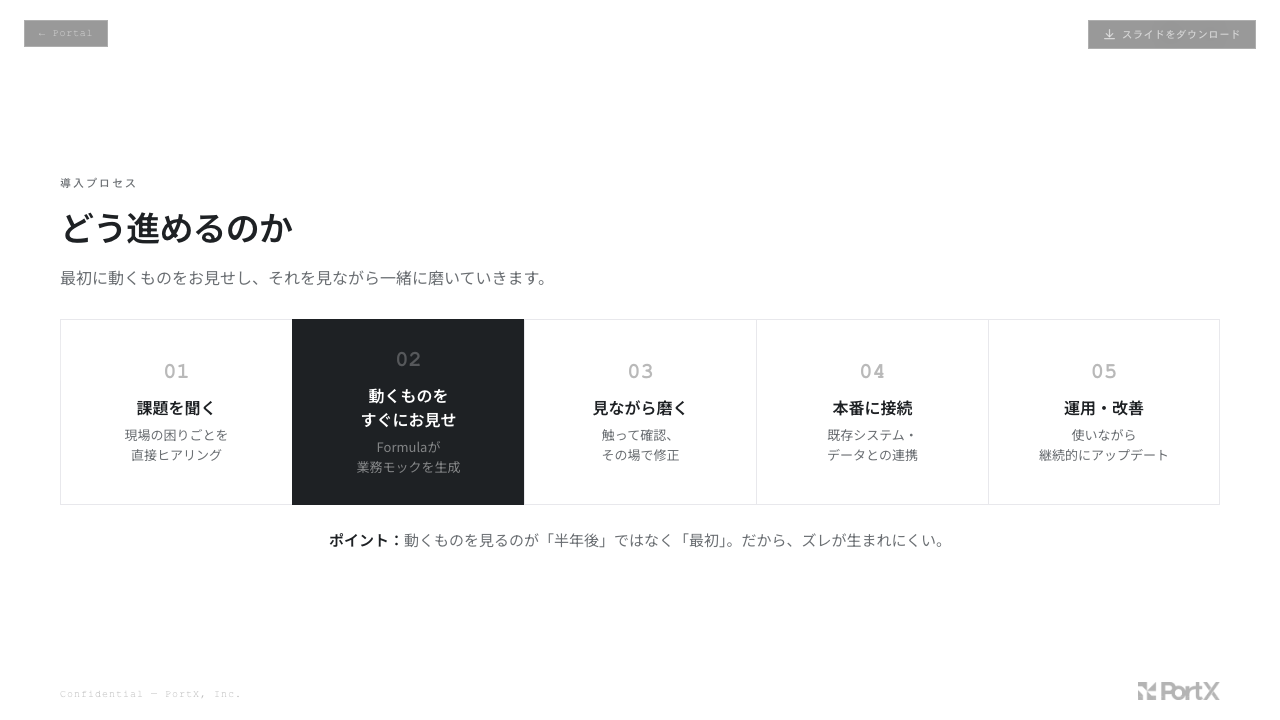 ← Portal
スライドをダウンロード
導入プロセス
どう進めるのか
最初に動くものをお見せし、それを見ながら一緒に磨いていきます。
01
課題を聞く
現場の困りごとを
直接ヒアリング
02
動くものを
すぐにお見せ
Formulaが
業務モックを生成
03
見ながら磨く
触って確認、
その場で修正
04
本番に接続
既存システム・
データとの連携
05
運用・改善
使いながら
継続的にアップデート
ポイント：動くものを見るのが「半年後」ではなく「最初」。だから、ズレが生まれにくい。
Confidential — PortX, Inc.
PortX